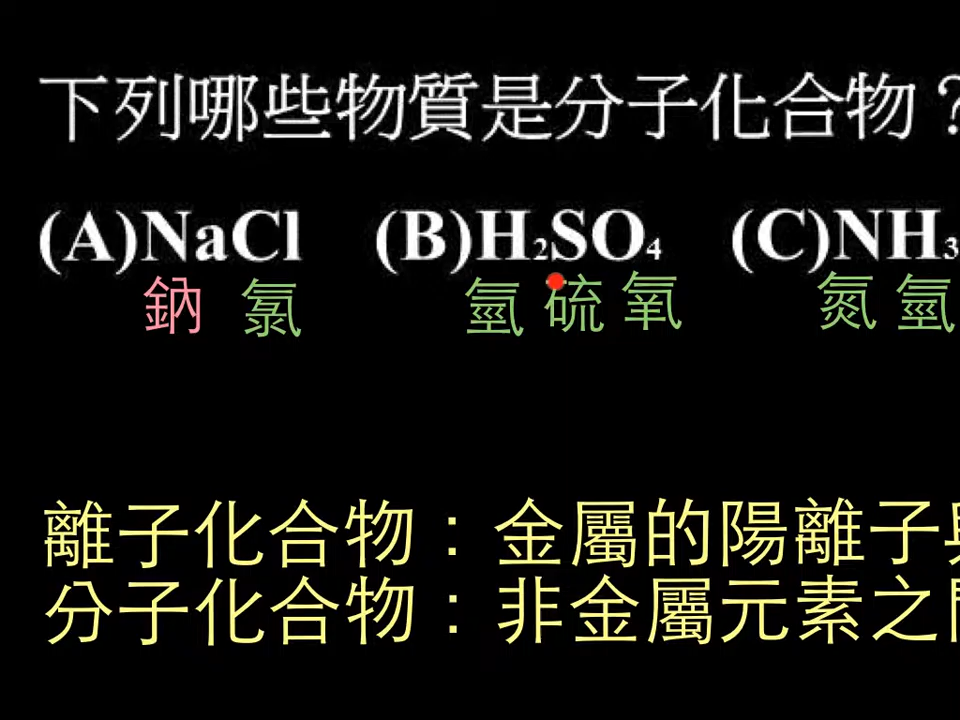 下列哪些物質是分子化合物？
(A)NaCl (B)H₂SO₄ (C)NH₃
鈉 氯 氫 硫 氧 氮 氫
離子化合物：金屬的陽離子
分子化合物：非金屬元素之